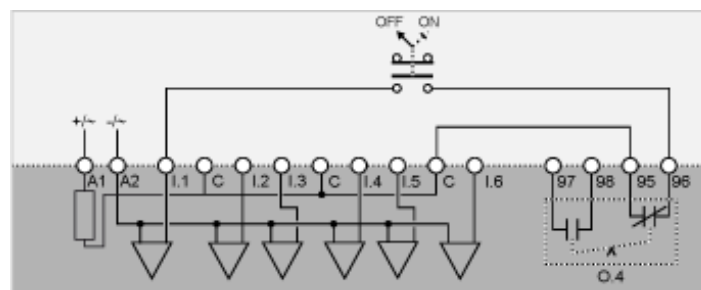 OFF ON
+/~ -/~
A1 A2 I.1 C I.2 I.3 C I.4 I.5 C I.6 97 98 95 96
O.4